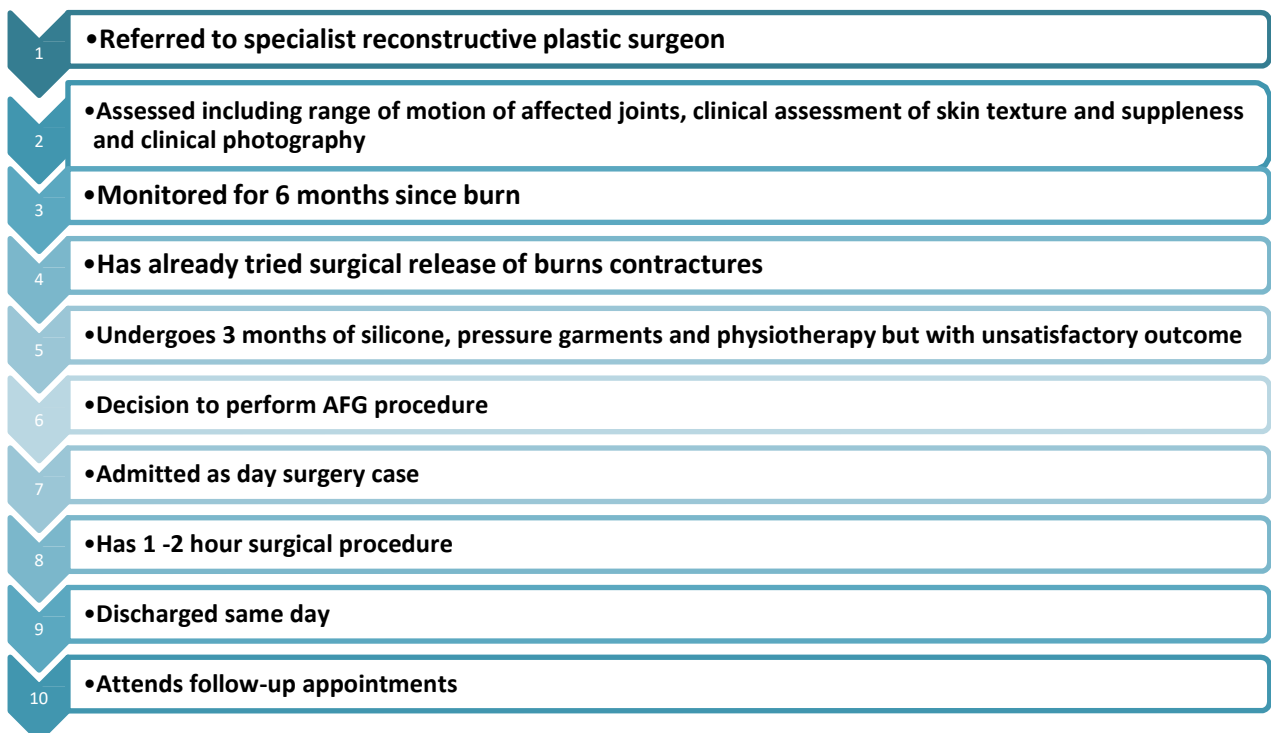 1
•Referred to specialist reconstructive plastic surgeon
2
•Assessed including range of motion of affected joints, clinical assessment of skin texture and suppleness
and clinical photography
3
•Monitored for 6 months since burn
4
•Has already tried surgical release of burns contractures
5
•Undergoes 3 months of silicone, pressure garments and physiotherapy but with unsatisfactory outcome
6
•Decision to perform AFG procedure
7
•Admitted as day surgery case
8
•Has 1 -2 hour surgical procedure
9
•Discharged same day
10
•Attends follow-up appointments